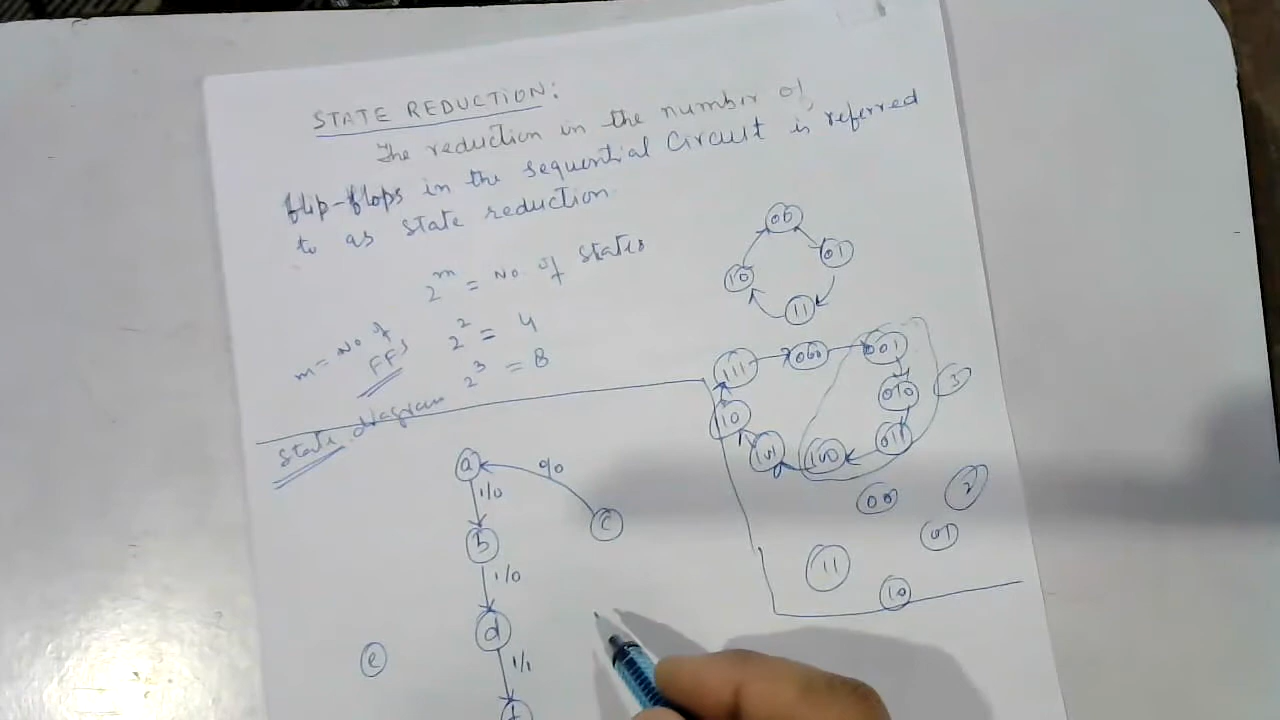 STATE REDUCTION:
The reduction in the number of
flip-flops in the sequential Circuit is referred
to as state reduction.
2^m = No of states
m = No of FFs
2^2 = 4
2^3 = 8
00
01
11
10
111
000
001
010
011
100
101
110
3
State diagram
a
0/0
1/0
b
c
1/0
d
1/1
f
e
00
2
01
11
10